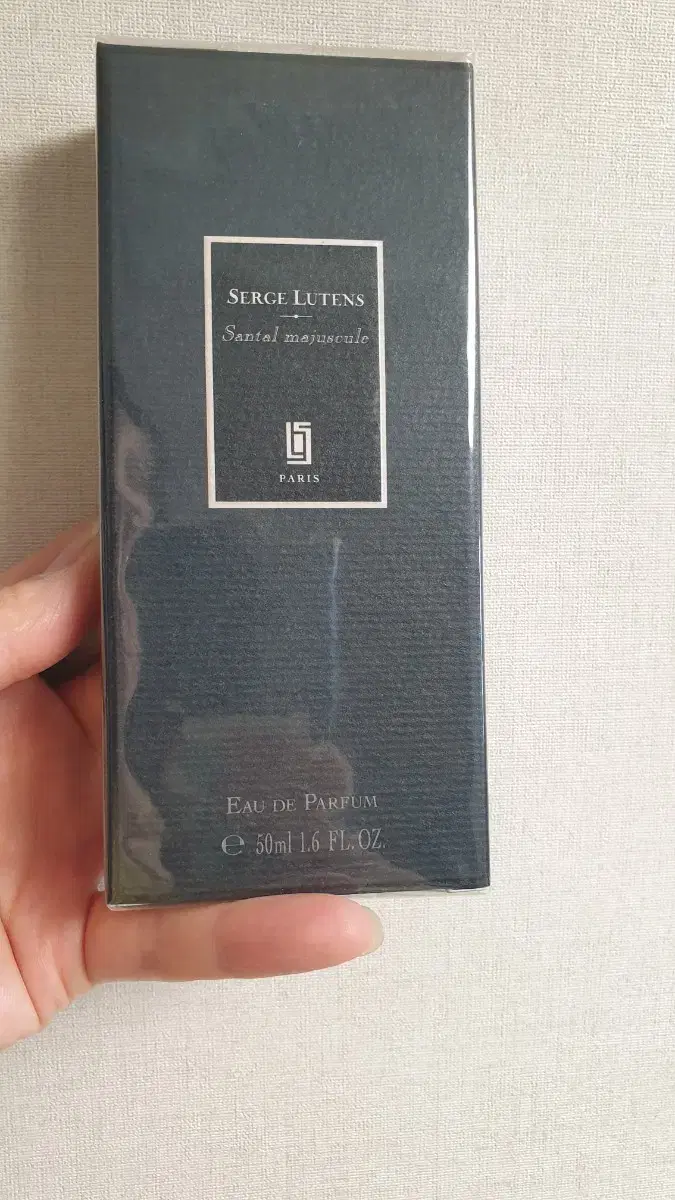 SERGE LUTENS
Santal majuscule
PARIS
EAU DE PARFUM
℮ 50ml 1.6 FL. OZ.